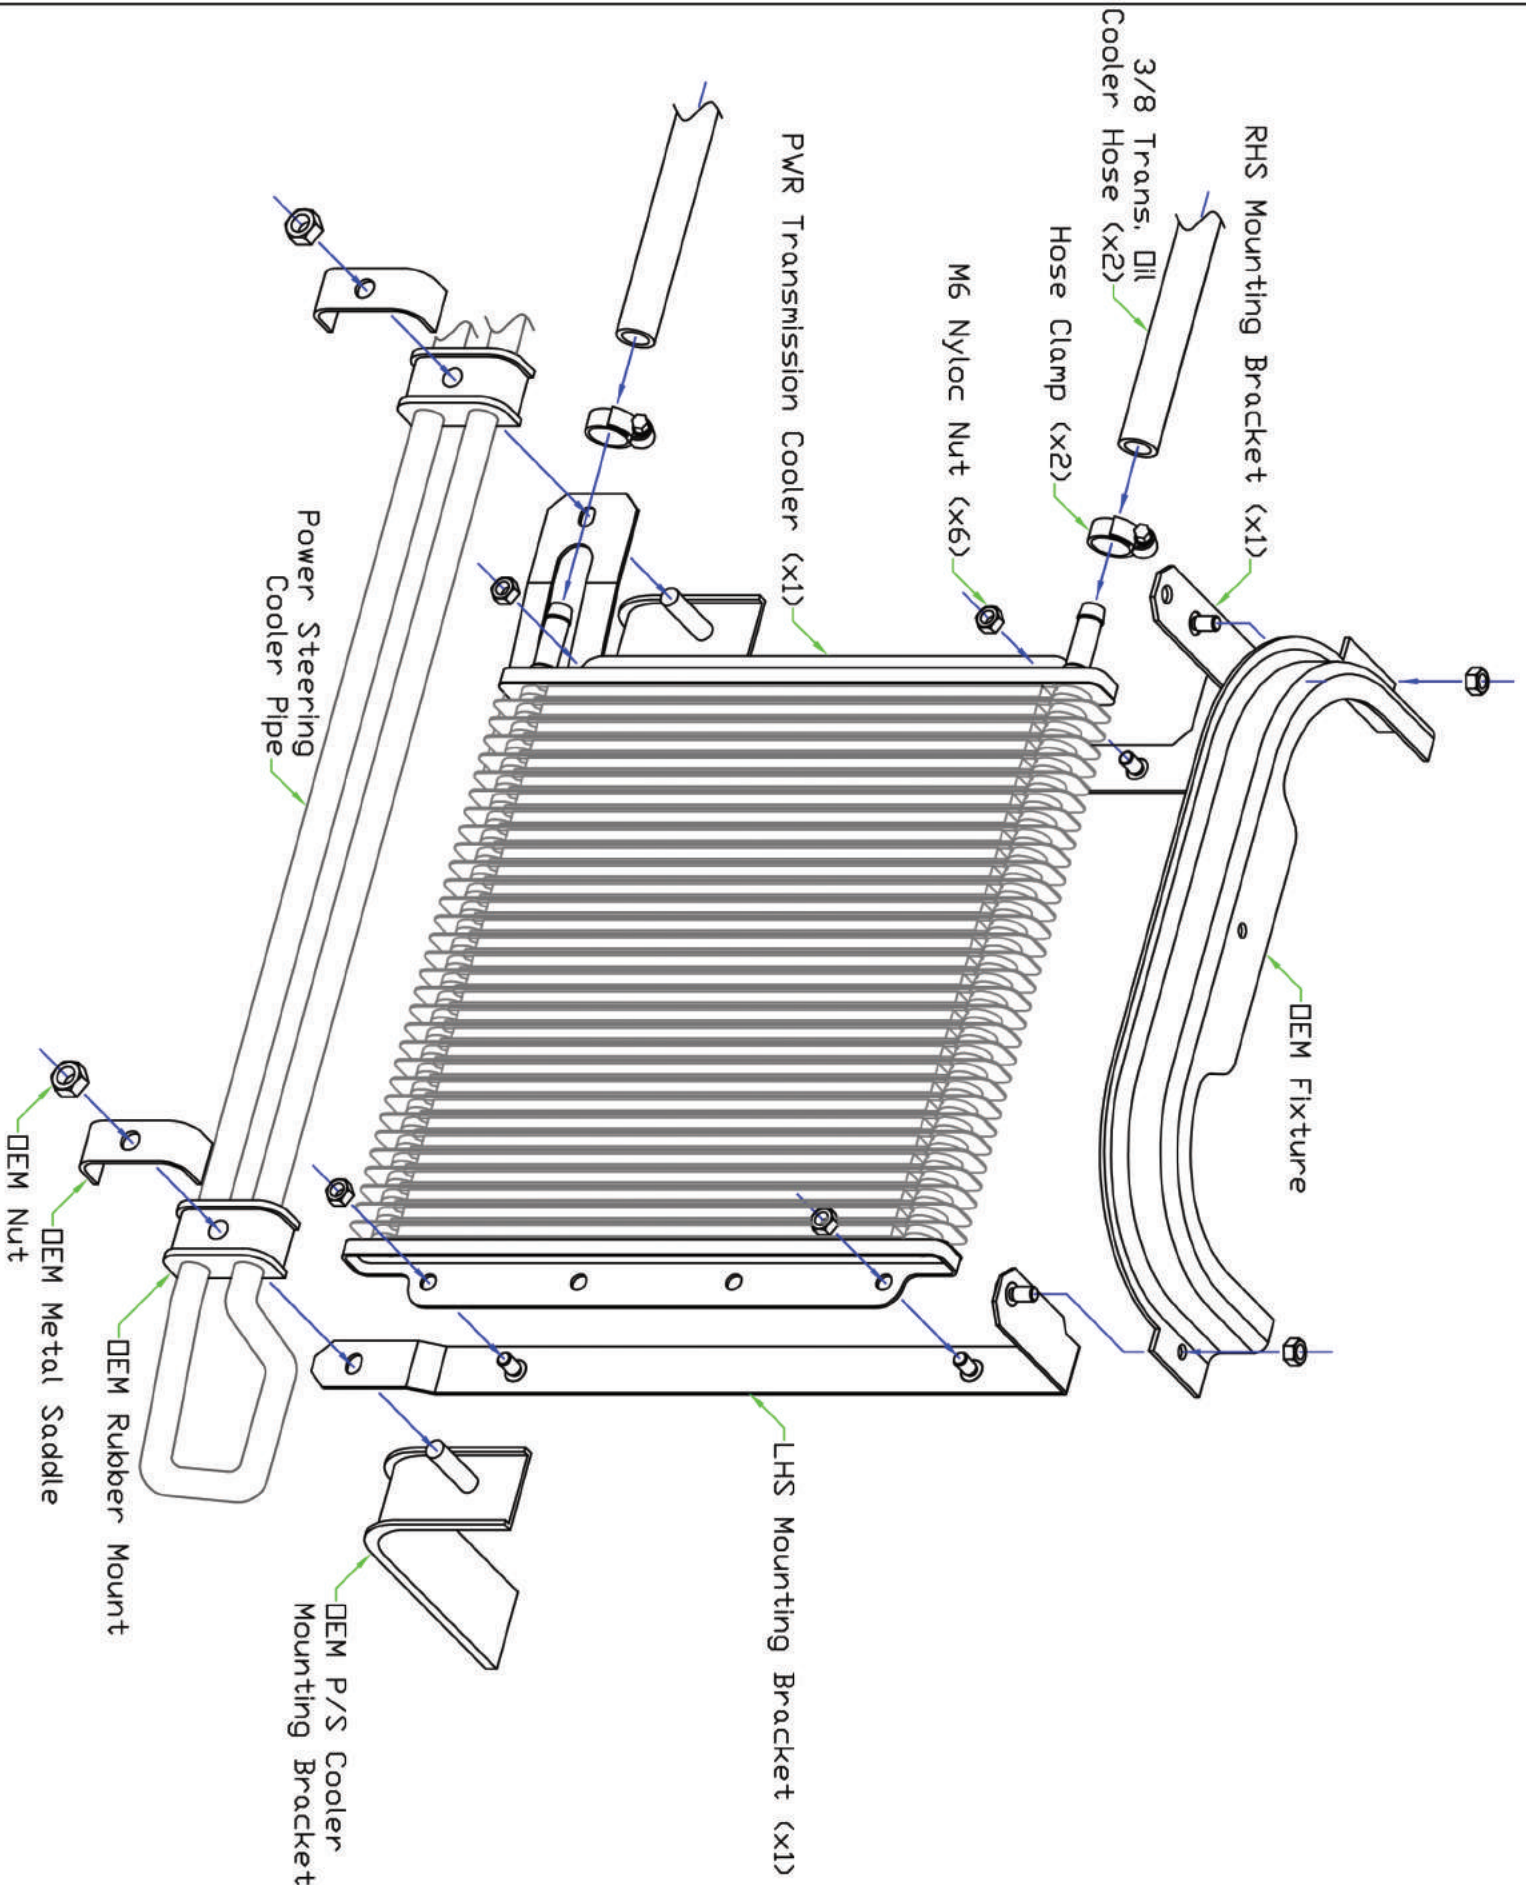 3/8 Trans. Oil
Cooler Hose (x2)
RHS Mounting Bracket (x1)
Hose Clamp (x2)
M6 Nyloc Nut (x6)
PWR Transmission Cooler (x1)
OEM Fixture
Power Steering
Cooler Pipe
OEM Nut
OEM Metal Saddle
OEM Rubber Mount
OEM P/S Cooler
Mounting Bracket
LHS Mounting Bracket (x1)